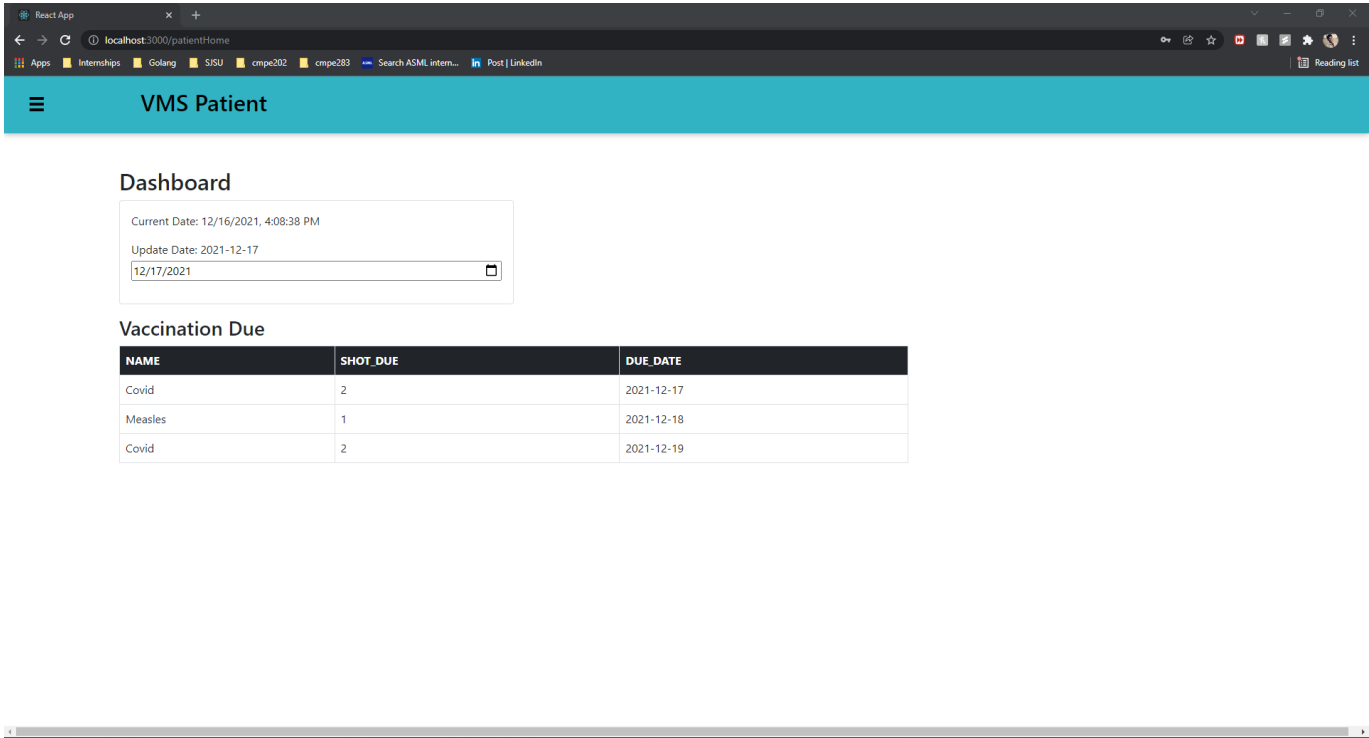 React App
localhost:3000/patientHome
Apps Internships Golang SJSU cmpe202 cmpe283 Search ASML intern... Post | LinkedIn Reading list
VMS Patient
Dashboard
Current Date: 12/16/2021, 4:08:38 PM
Update Date: 2021-12-17
12/17/2021
Vaccination Due
NAME SHOT_DUE DUE_DATE
Covid 2 2021-12-17
Measles 1 2021-12-18
Covid 2 2021-12-19